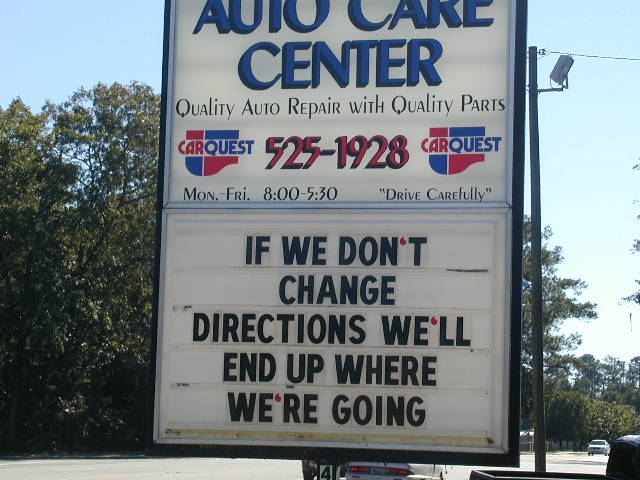 AUTO CARE
CENTER
QUALITY AUTO REPAIR WITH QUALITY PARTS
CARQUEST 525-1928 CARQUEST
MON.-FRI. 8:00-5:30 "DRIVE CAREFULLY"
IF WE DON'T
CHANGE
DIRECTIONS WE'LL
END UP WHERE
WE'RE GOING